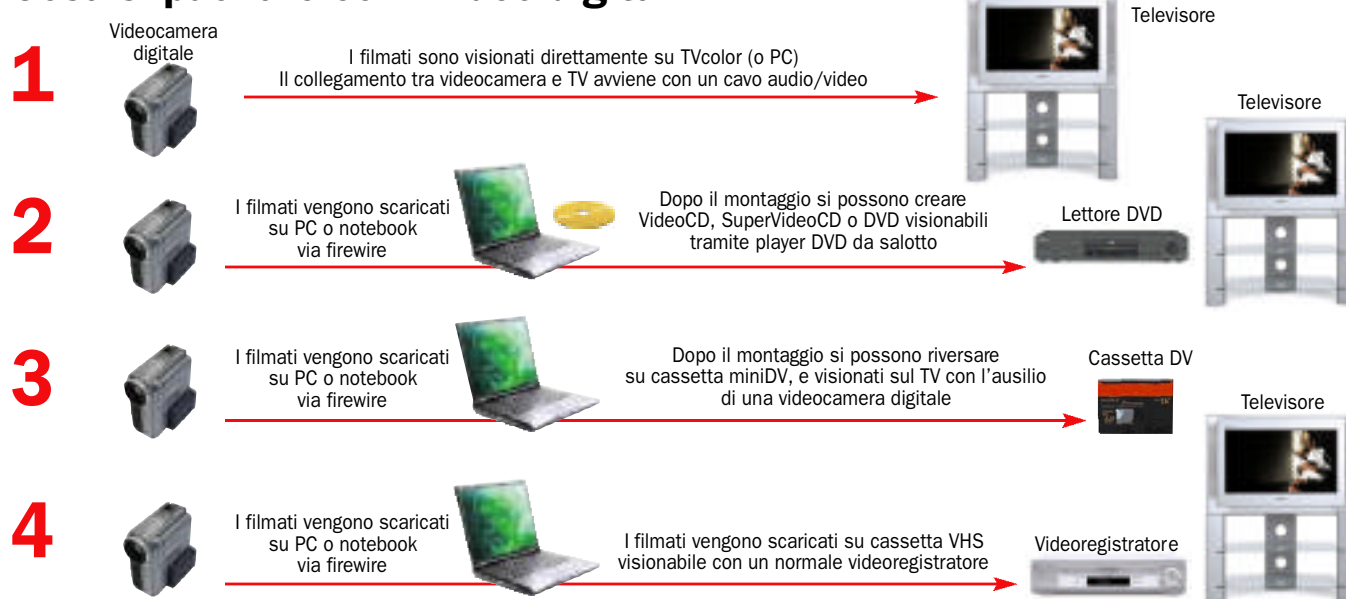 Televisore
Videocamera
digitale
1
I filmati sono visionati direttamente su TVcolor (o PC)
Il collegamento tra videocamera e TV avviene con un cavo audio/video
Televisore
2
I filmati vengono scaricati
su PC o notebook
via firewire
Dopo il montaggio si possono creare
VideoCD, SuperVideoCD o DVD visionabili
tramite player DVD da salotto
Lettore DVD
3
I filmati vengono scaricati
su PC o notebook
via firewire
Dopo il montaggio si possono riversare
su cassetta miniDV, e visionati sul TV con l'ausilio
di una videocamera digitale
Cassetta DV
Televisore
4
I filmati vengono scaricati
su PC o notebook
via firewire
I filmati vengono scaricati su cassetta VHS
visionabile con un normale videoregistratore
Videoregistratore